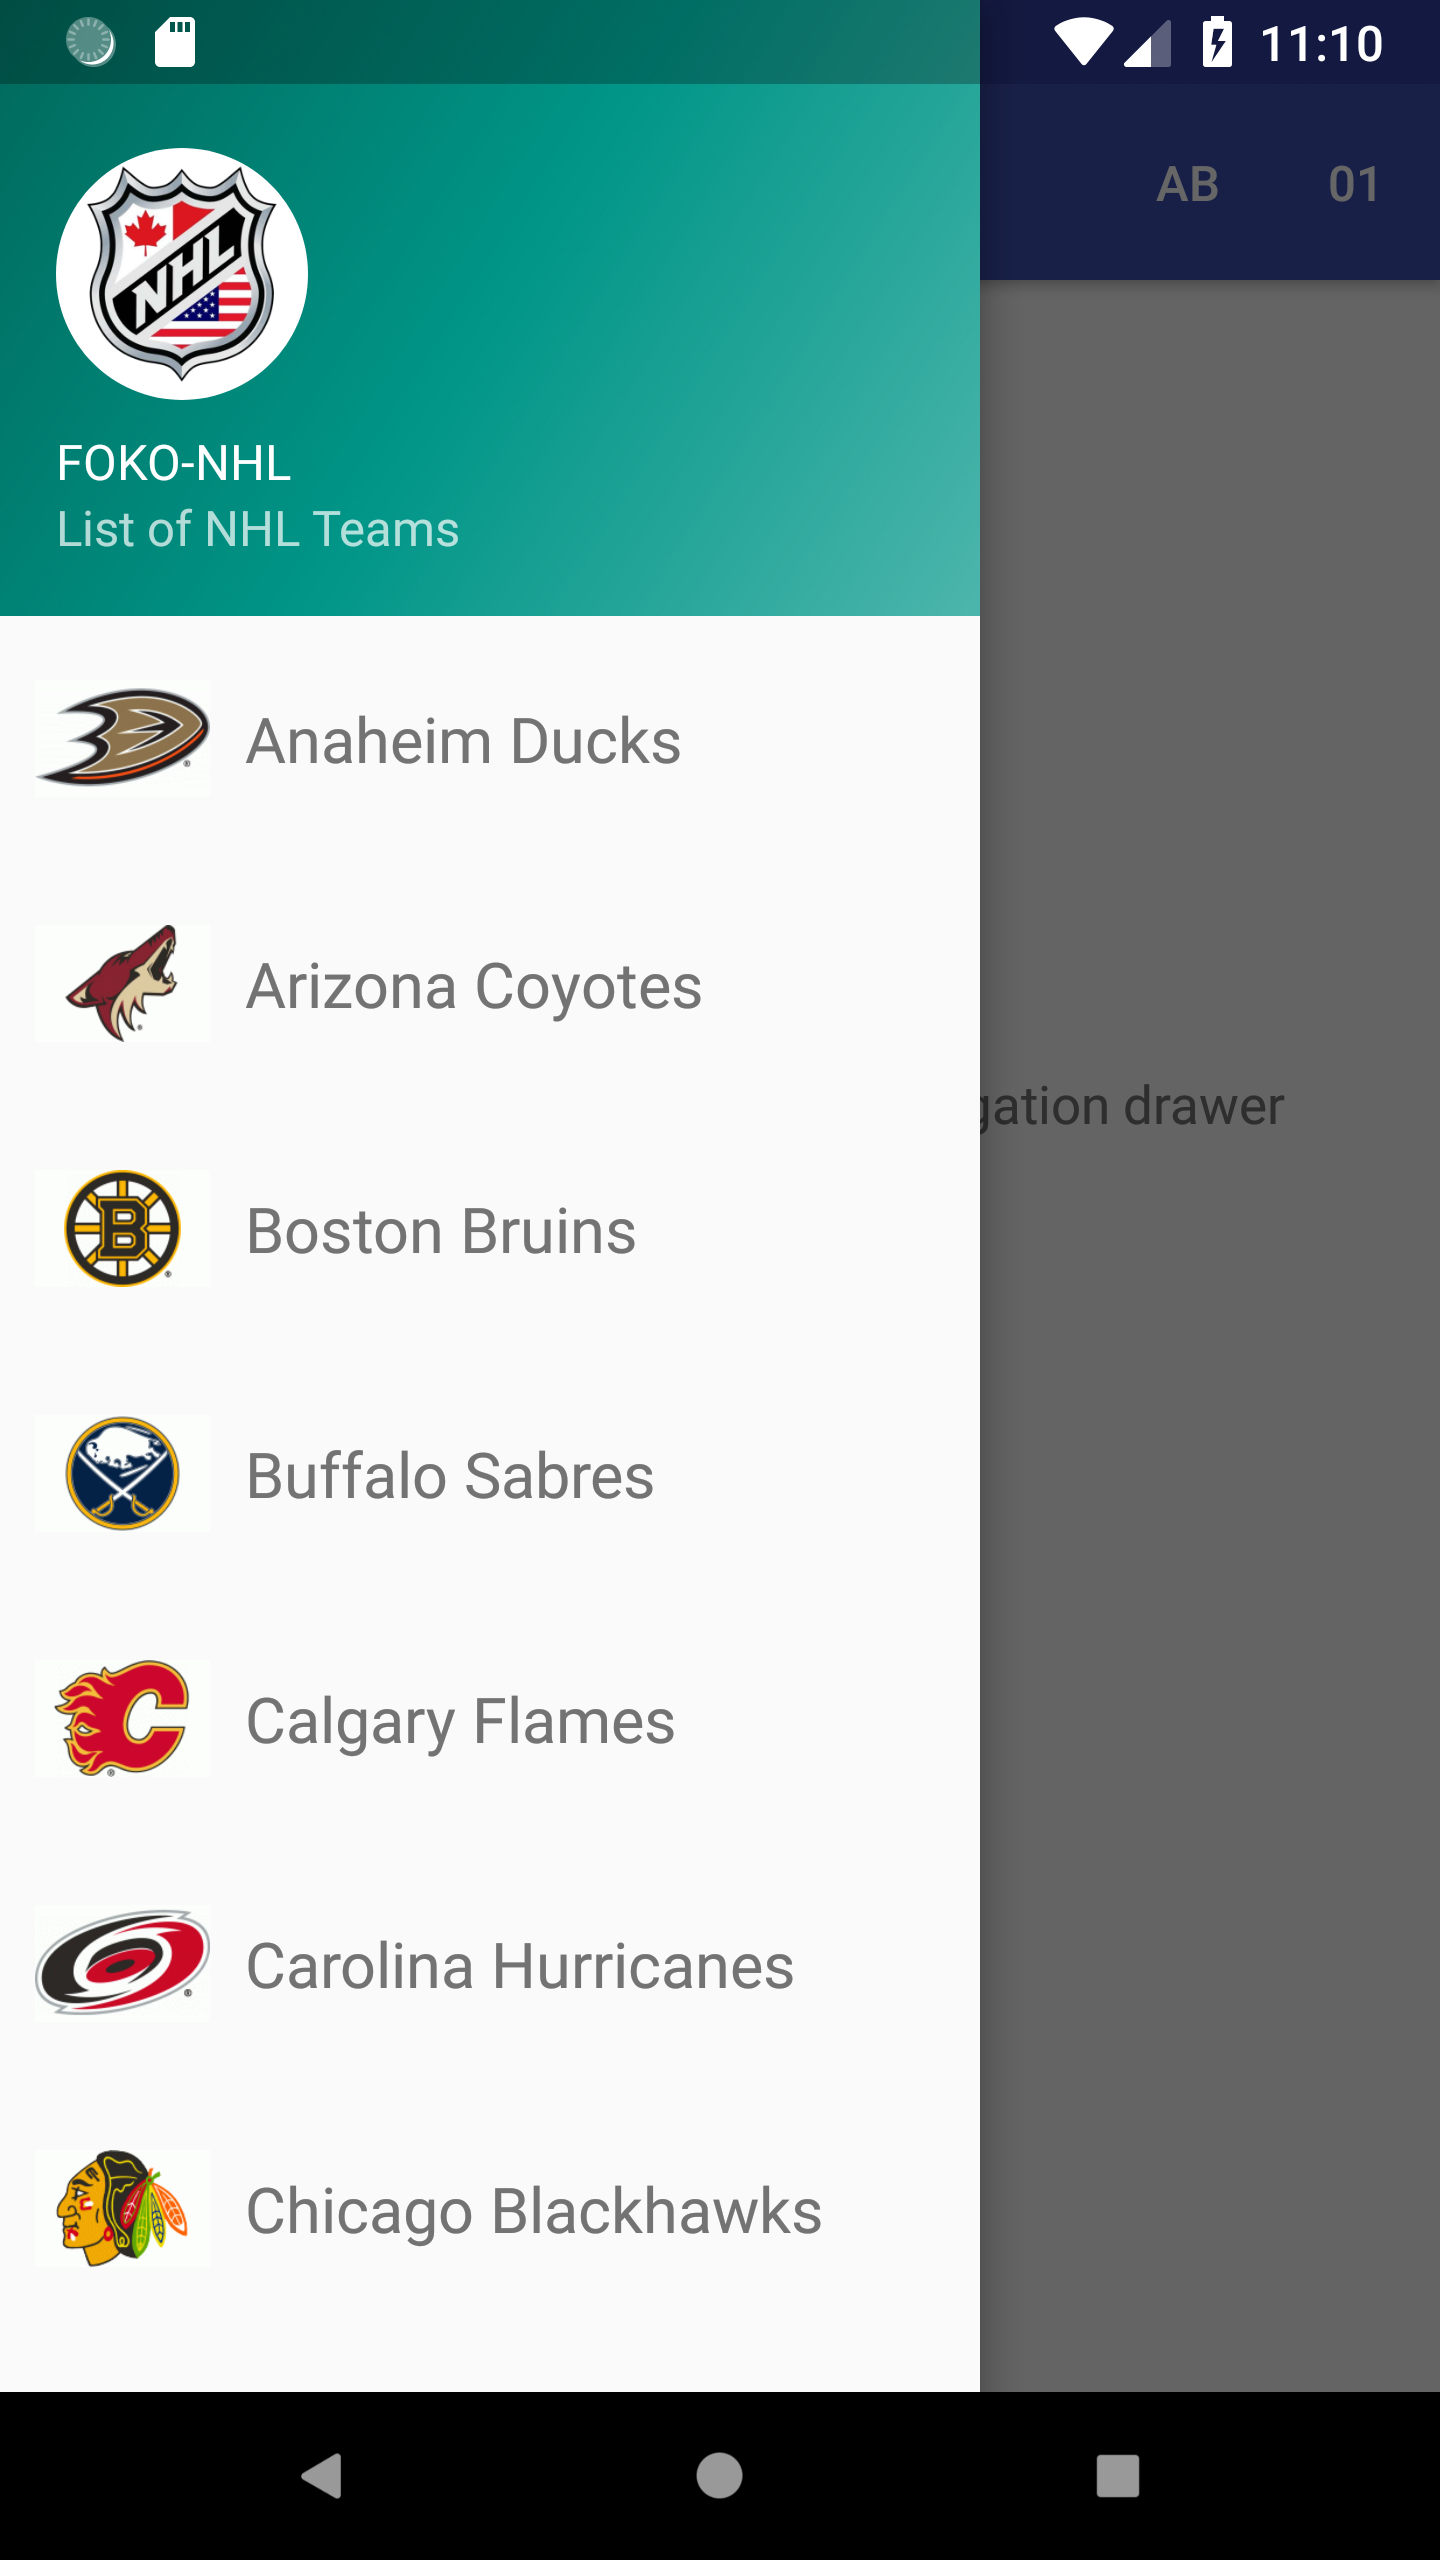 11:10
AB 01
NHL
FOKO-NHL
List of NHL Teams
Anaheim Ducks
Arizona Coyotes
gation drawer
B
Boston Bruins
Buffalo Sabres
C
Calgary Flames
Carolina Hurricanes
Chicago Blackhawks